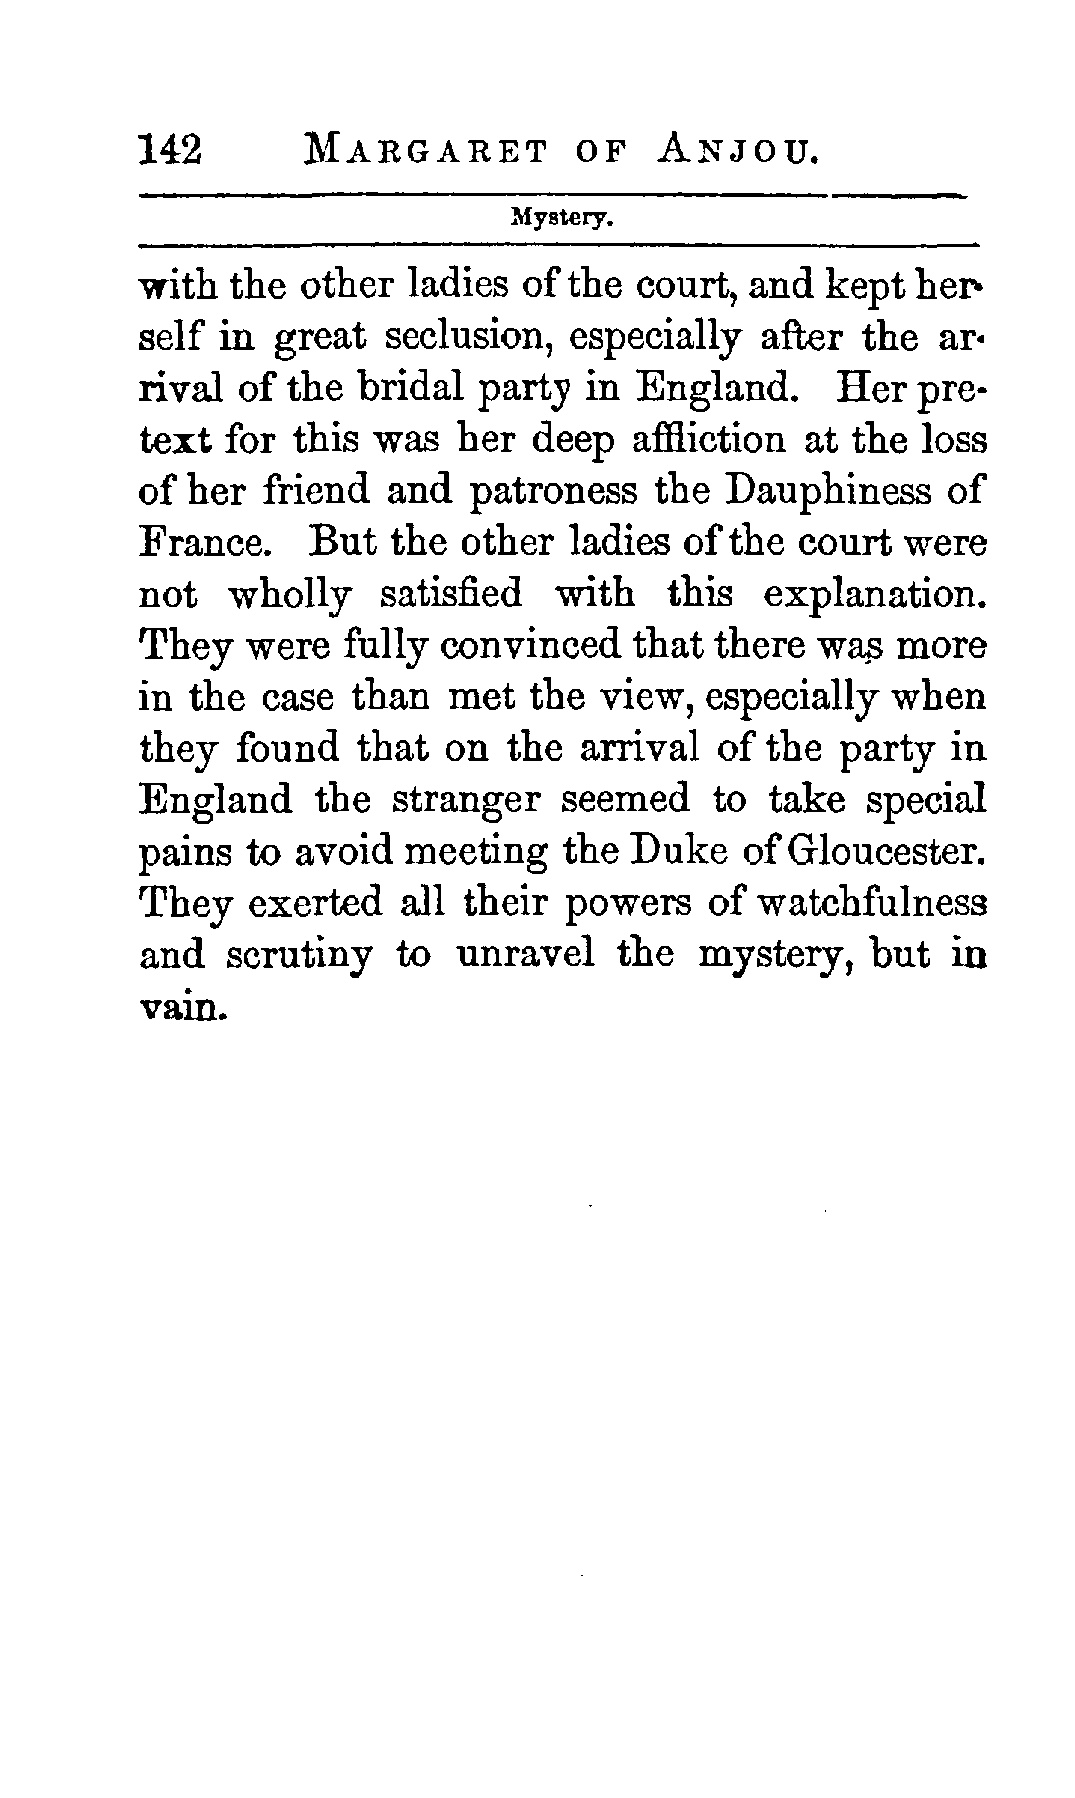 142 MARGARET OF ANJOU.
Mystery.
with the other ladies of the court, and kept her-
self in great seclusion, especially after the ar-
rival of the bridal party in England. Her pre-
text for this was her deep affliction at the loss
of her friend and patroness the Dauphiness of
France. But the other ladies of the court were
not wholly satisfied with this explanation.
They were fully convinced that there was more
in the case than met the view, especially when
they found that on the arrival of the party in
England the stranger seemed to take special
pains to avoid meeting the Duke of Gloucester.
They exerted all their powers of watchfulness
and scrutiny to unravel the mystery, but in
vain.